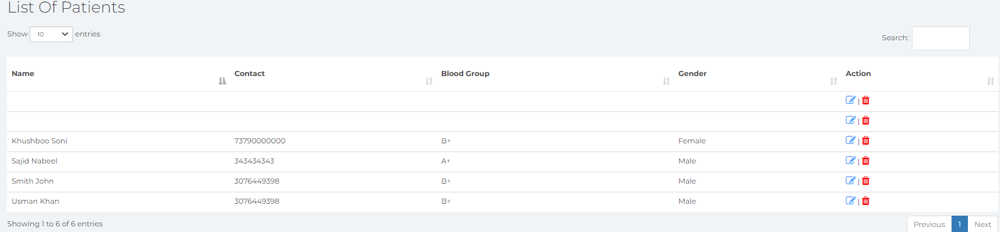 List Of Patients
Show 10 entries
Search:
Name Contact Blood Group Gender Action
|
|
Khushboo Soni 73790000000 B+ Female |
Sajid Nabeel 343434343 A+ Male |
Smith John 3076449398 B+ Male |
Usman Khan 3076449398 B+ Male |
Showing 1 to 6 of 6 entries
Previous 1 Next